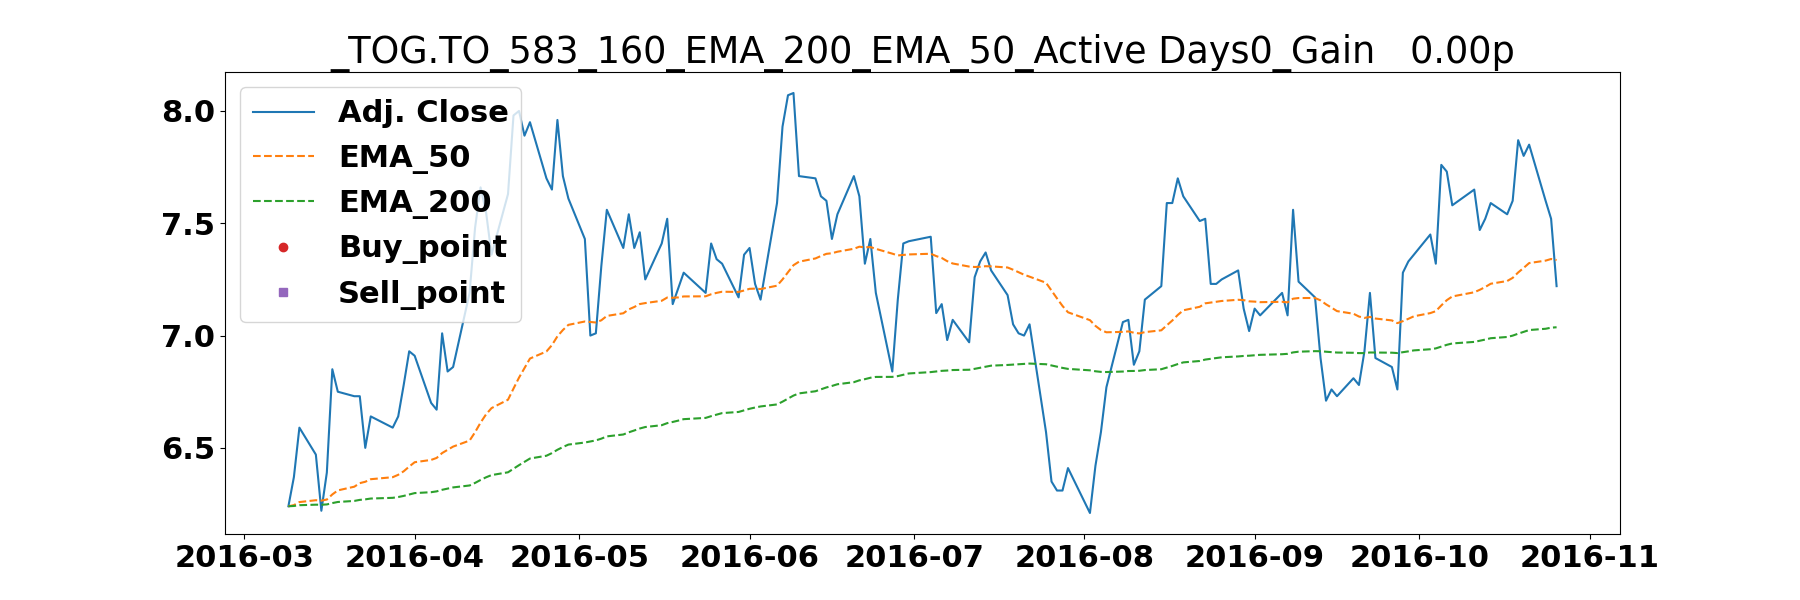 _TOG.TO_583_160_EMA_200_EMA_50_Active Days0_Gain   0.00p
8.0
7.5
7.0
6.5
Adj. Close
EMA_50
EMA_200
Buy_point
Sell_point
2016-03 2016-04 2016-05 2016-06 2016-07 2016-08 2016-09 2016-10 2016-11